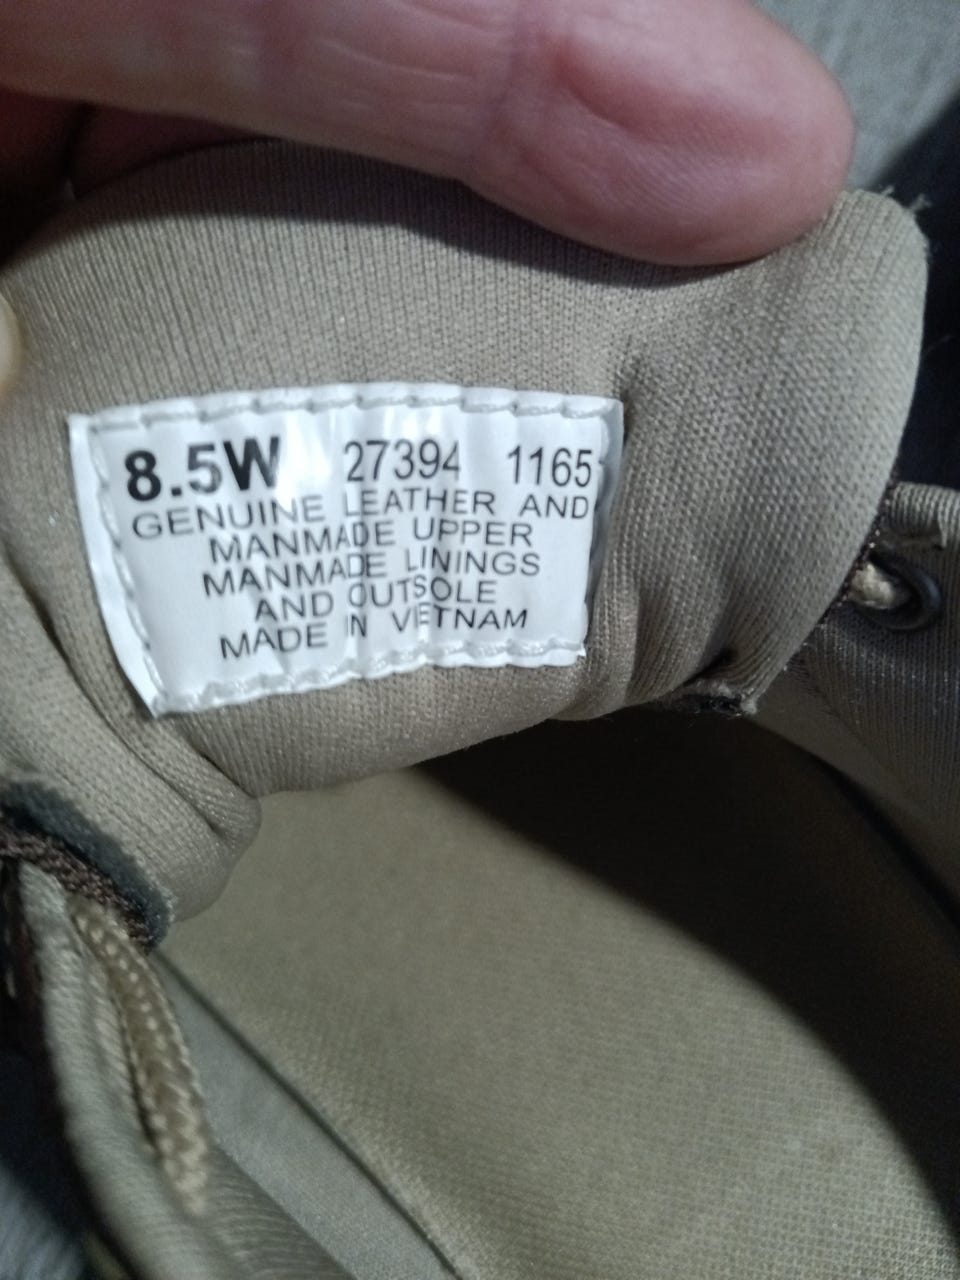 8.5W 27394 1165
GENUINE LEATHER AND
MANMADE UPPER
MANMADE LININGS
AND OUTSOLE
MADE IN VIETNAM